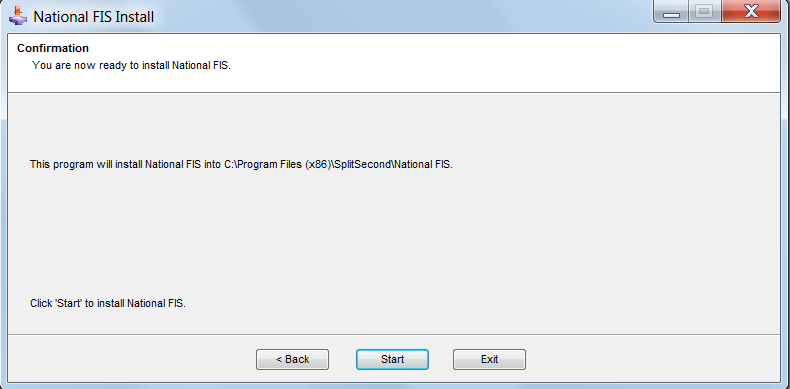 National FIS Install
Confirmation
You are now ready to install National FIS.
This program will install National FIS into C:\Program Files (x86)\SplitSecond\National FIS.
Click 'Start' to install National FIS.
< Back
Start
Exit